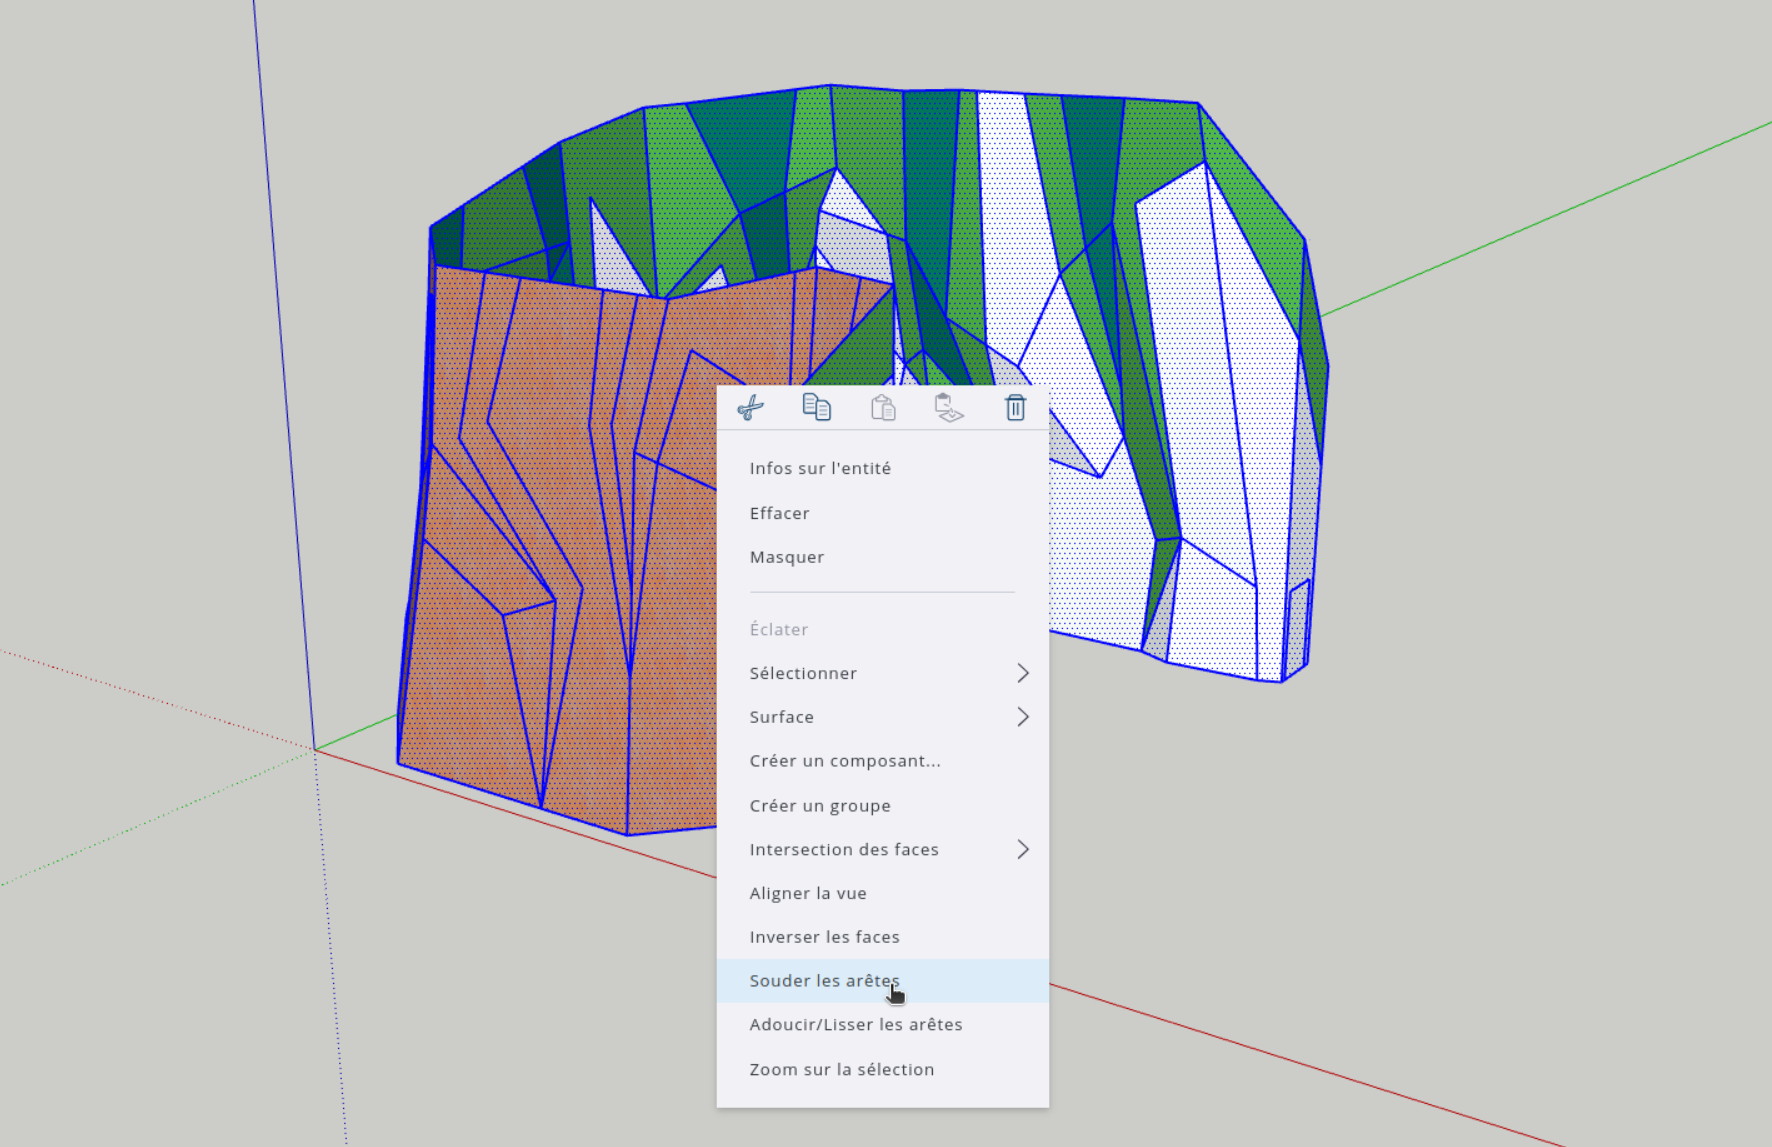 Infos sur l'entité
Effacer
Masquer
Éclater
Sélectionner
Surface
Créer un composant...
Créer un groupe
Intersection des faces
Aligner la vue
Inverser les faces
Souder les arêtes
Adoucir/Lisser les arêtes
Zoom sur la sélection